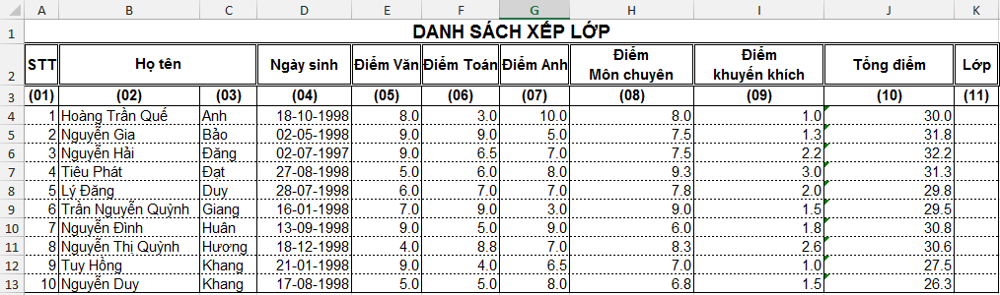 A B C D E F G H I J K
1 DANH SÁCH XẾP LỚP
2 STT Họ tên Ngày sinh Điểm Văn Điểm Toán Điểm Anh Điểm Môn chuyên Điểm khuyến khích Tổng điểm Lớp
3 (01) (02) (03) (04) (05) (06) (07) (08) (09) (10) (11)
4 1 Hoàng Trần Quế Anh 18-10-1998 8.0 3.0 10.0 8.0 1.0 30.0
5 2 Nguyễn Gia Bảo 02-05-1998 9.0 9.0 5.0 7.5 1.3 31.8
6 3 Nguyễn Hải Đăng 02-07-1997 9.0 6.5 7.0 7.5 2.2 32.2
7 4 Tiêu Phát Đạt 27-08-1998 5.0 6.0 8.0 9.3 3.0 31.3
8 5 Lý Đăng Duy 28-07-1998 6.0 7.0 7.0 7.8 2.0 29.8
9 6 Trần Nguyễn Quỳnh Giang 16-01-1998 7.0 9.0 3.0 9.0 1.5 29.5
10 7 Nguyễn Đình Huân 13-09-1998 9.0 5.0 9.0 6.0 1.8 30.8
11 8 Nguyễn Thị Quỳnh Hương 18-12-1998 4.0 8.8 7.0 8.3 2.6 30.6
12 9 Tuy Hồng Khang 21-01-1998 9.0 4.0 6.5 7.0 1.0 27.5
13 10 Nguyễn Duy Khang 17-08-1998 5.0 5.0 8.0 6.8 1.5 26.3